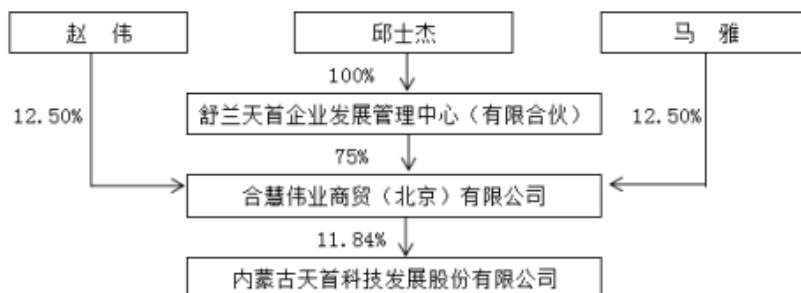 赵 伟
邱士杰
马 雅
100%
12.50%
舒兰天首企业发展管理中心（有限合伙）
12.50%
75%
合慧伟业商贸（北京）有限公司
11.84%
内蒙古天首科技发展股份有限公司